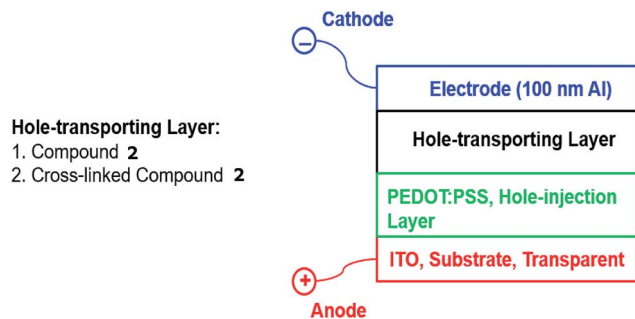 Cathode
−
Electrode (100 nm Al)
Hole-transporting Layer:
1. Compound 2
2. Cross-linked Compound 2
Hole-transporting Layer
PEDOT:PSS, Hole-injection
Layer
ITO, Substrate, Transparent
+
Anode